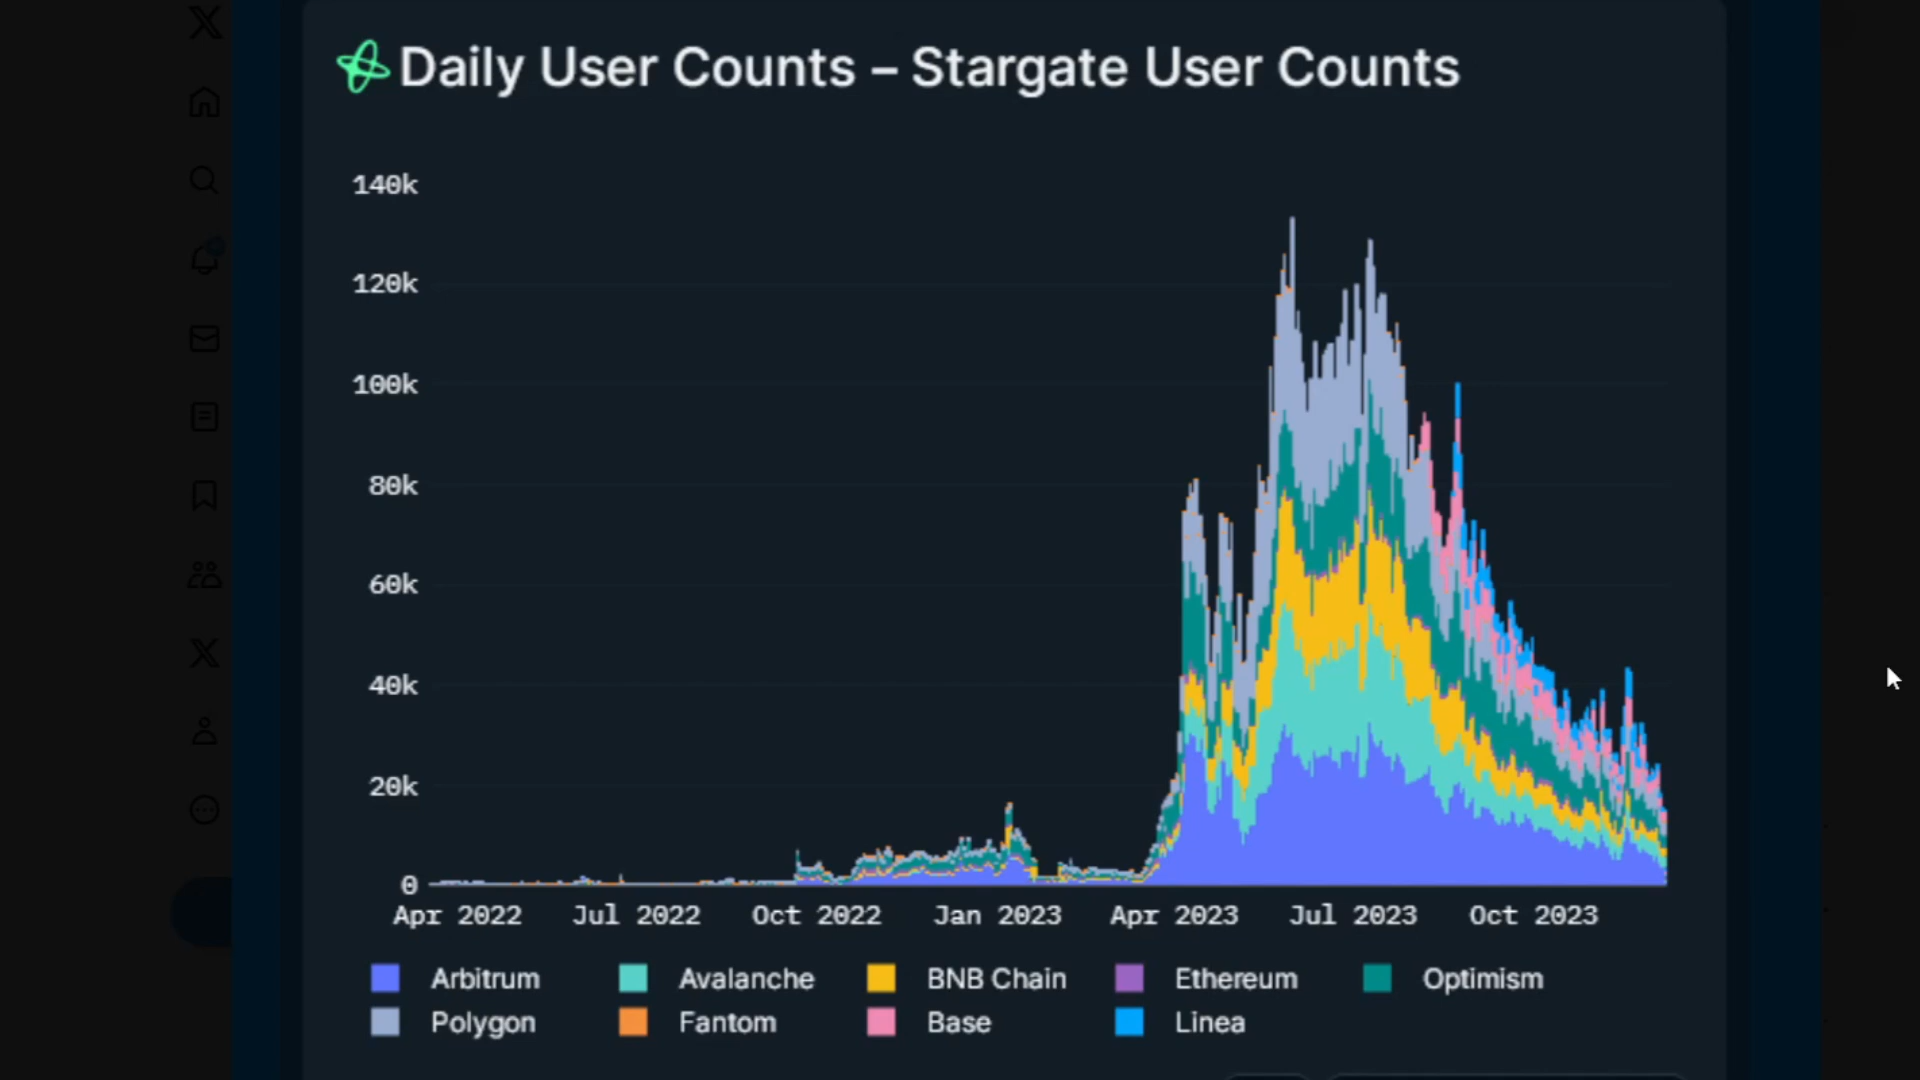 Daily User Counts – Stargate User Counts
140k
120k
100k
80k
60k
40k
20k
0
Apr 2022 Jul 2022 Oct 2022 Jan 2023 Apr 2023 Jul 2023 Oct 2023
Arbitrum Avalanche BNB Chain Ethereum Optimism
Polygon Fantom Base Linea